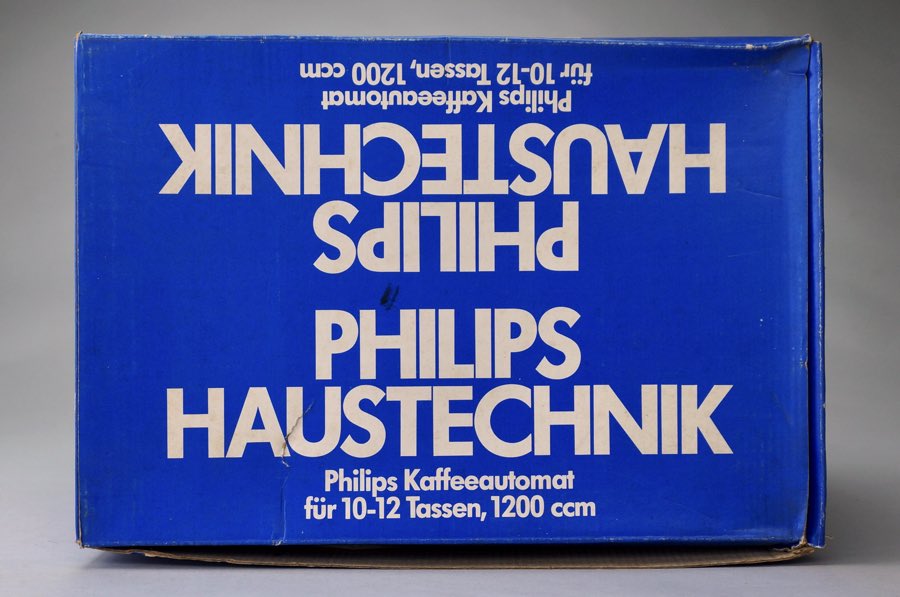 für 10-12 Tassen, 1200 ccm
Philips Kaffeeautomat
HAUSTECHNIK
PHILIPS
PHILIPS
HAUSTECHNIK
Philips Kaffeeautomat
für 10-12 Tassen, 1200 ccm